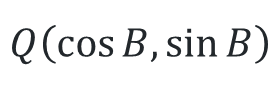 Q(cos B, sin B)